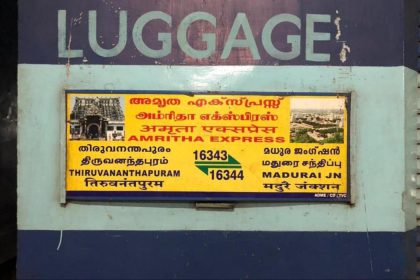 LUGGAGE
അമൃത എക്സ്പ്രസ്സ്
அம்ரிதா எக்ஸ்பிரஸ்
अमृता एक्सप्रेस
AMRITHA EXPRESS
തിരുവനന്തപുരം
திருவனந்தபுரம்
THIRUVANANTHAPURAM
तिरुवनंतपुरम
16343
16344
മധുര ജംഗ്ഷൻ
மதுரை சந்திப்பு
MADURAI JN
मदुरै जंक्शन